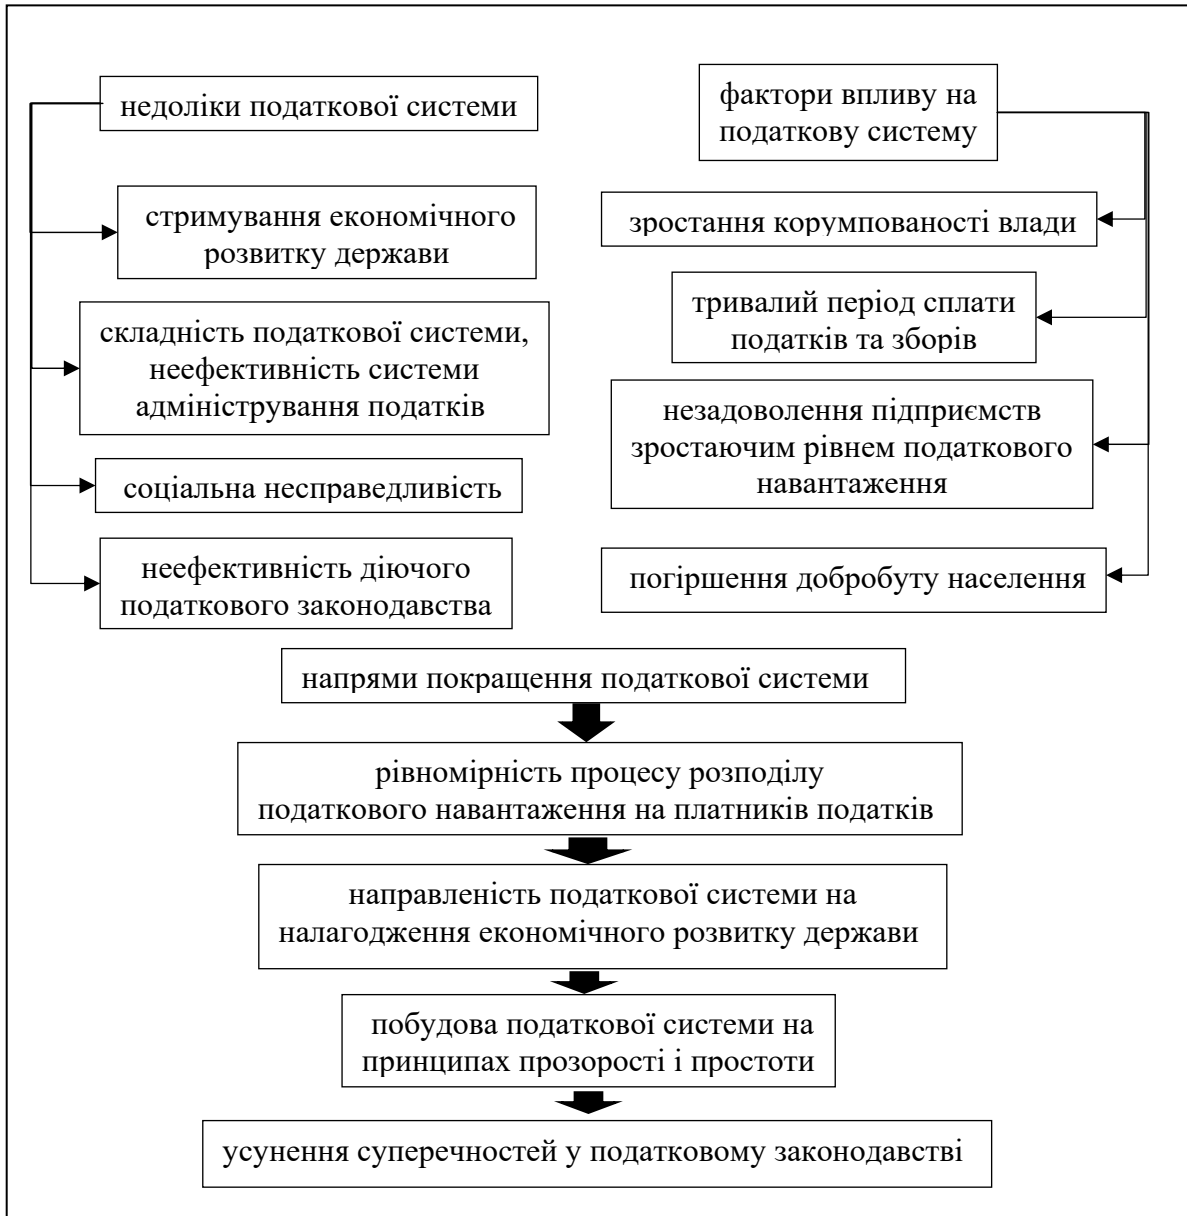 недоліки податкової системи
стримування економічного
розвитку держави
складність податкової системи,
неефективність системи
адміністрування податків
соціальна несправедливість
неефективність діючого
податкового законодавства
фактори впливу на
податкову систему
зростання корумпованості влади
тривалий період сплати
податків та зборів
незадоволення підприємств
зростаючим рівнем податкового
навантаження
погіршення добробуту населення
напрями покращення податкової системи
рівномірність процесу розподілу
податкового навантаження на платників податків
направленість податкової системи на
налагодження економічного розвитку держави
побудова податкової системи на
принципах прозорості і простоти
усунення суперечностей у податковому законодавстві